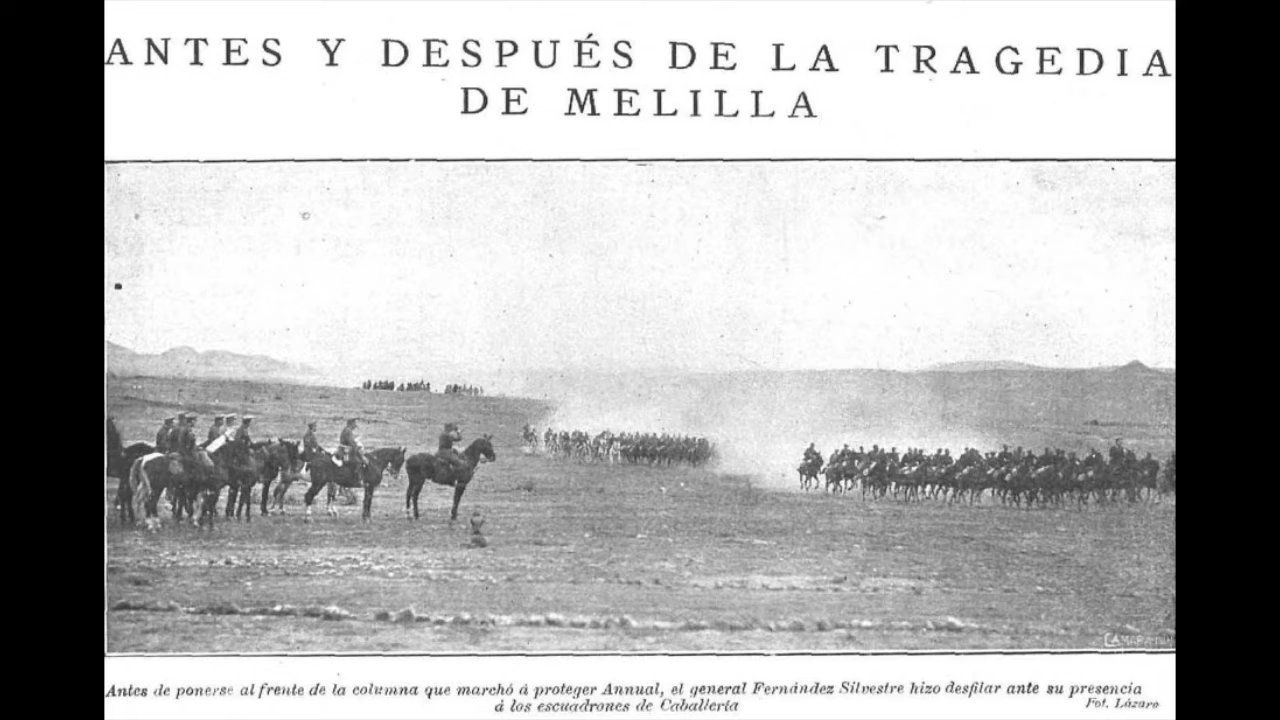 ANTES Y DESPUÉS DE LA TRAGEDIA
DE MELILLA
Antes de ponerse al frente de la columna que marchó á proteger Annual, el general Fernández Silvestre hizo desfilar ante su presencia
á los escuadrones de Caballería
Fot. Lázaro